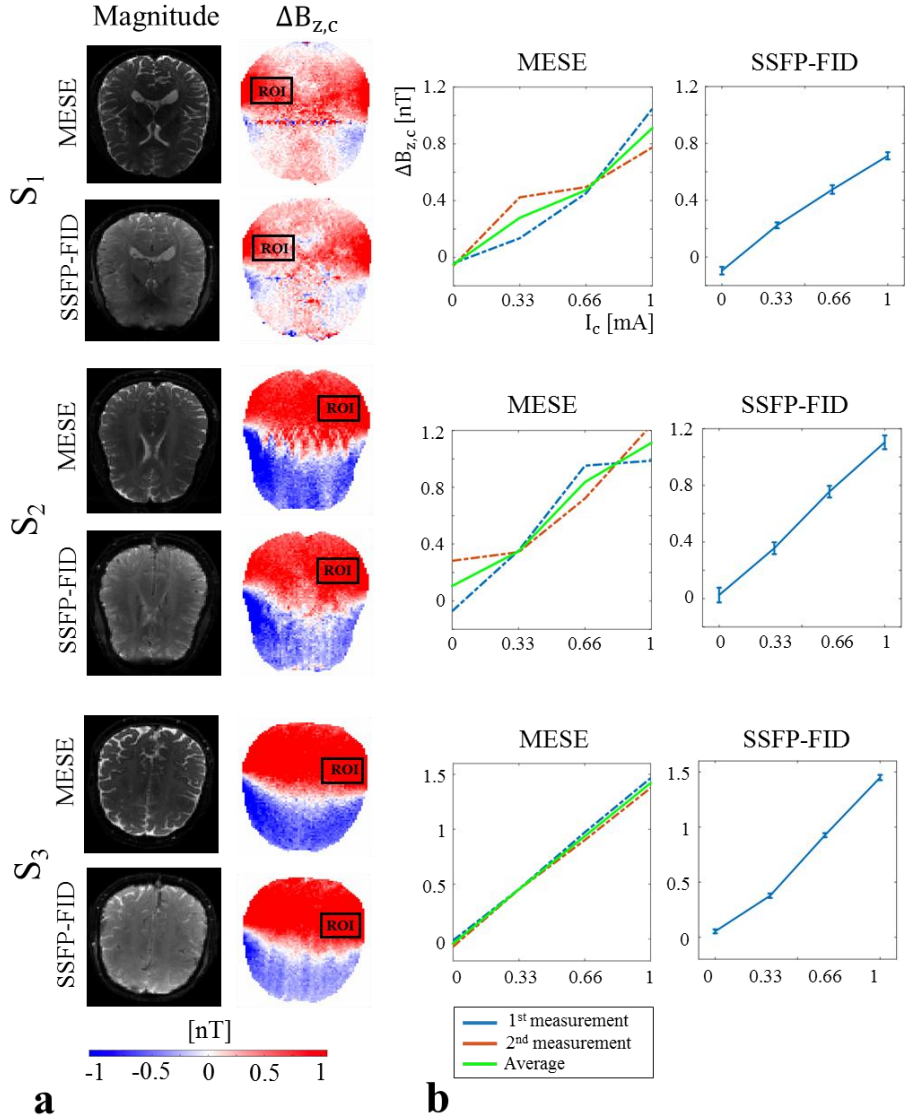 Magnitude
ΔB_z,c
S_1
MESE
ROI
SSFP-FID
ROI
S_2
MESE
ROI
SSFP-FID
ROI
S_3
MESE
ROI
SSFP-FID
ROI
[nT]
-1 -0.5 0 0.5 1
a
MESE
ΔB_z,c [nT]
1.2
0.8
0.4
0
0 0.33 0.66 1
I_c [mA]
SSFP-FID
1.2
0.8
0.4
0
0 0.33 0.66 1
MESE
1.2
0.8
0.4
0
0 0.33 0.66 1
SSFP-FID
1.2
0.8
0.4
0
0 0.33 0.66 1
MESE
1.5
1
0.5
0
0 0.33 0.66 1
SSFP-FID
1.5
1
0.5
0
0 0.33 0.66 1
1st measurement
2nd measurement
Average
b